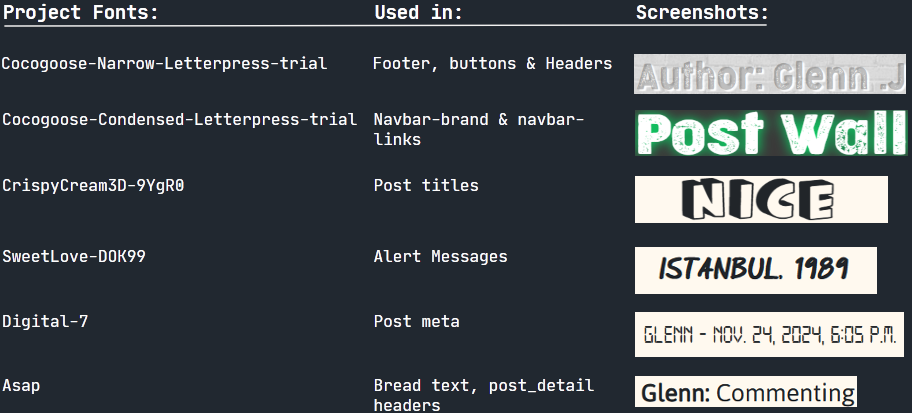 Project Fonts: Used in: Screenshots:
Cocogoose-Narrow-Letterpress-trial Footer, buttons & Headers Author: Glenn .J
Cocogoose-Condensed-Letterpress-trial Navbar-brand & navbar- Post Wall
links
CrispyCream3D-9YgR0 Post titles NICE
SweetLove-DOK99 Alert Messages ISTANBUL. 1989
Digital-7 Post meta GLENN - NOV. 24, 2024, 6:05 P.M.
Asap Bread text, post_detail Glenn: Commenting
headers